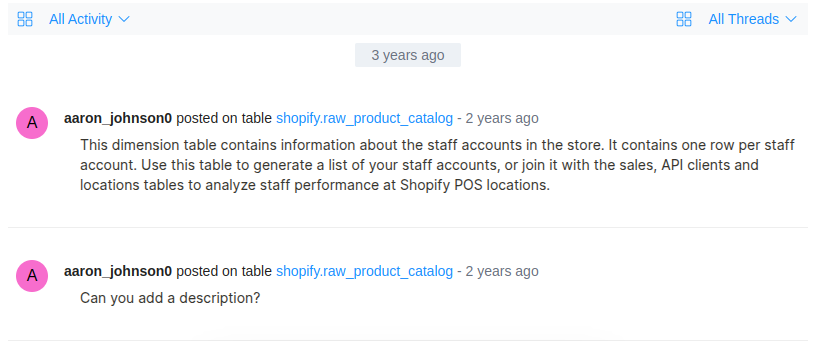 All Activity
All Threads
3 years ago
A
aaron_johnson0 posted on table shopify.raw_product_catalog - 2 years ago
This dimension table contains information about the staff accounts in the store. It contains one row per staff
account. Use this table to generate a list of your staff accounts, or join it with the sales, API clients and
locations tables to analyze staff performance at Shopify POS locations.
A
aaron_johnson0 posted on table shopify.raw_product_catalog - 2 years ago
Can you add a description?